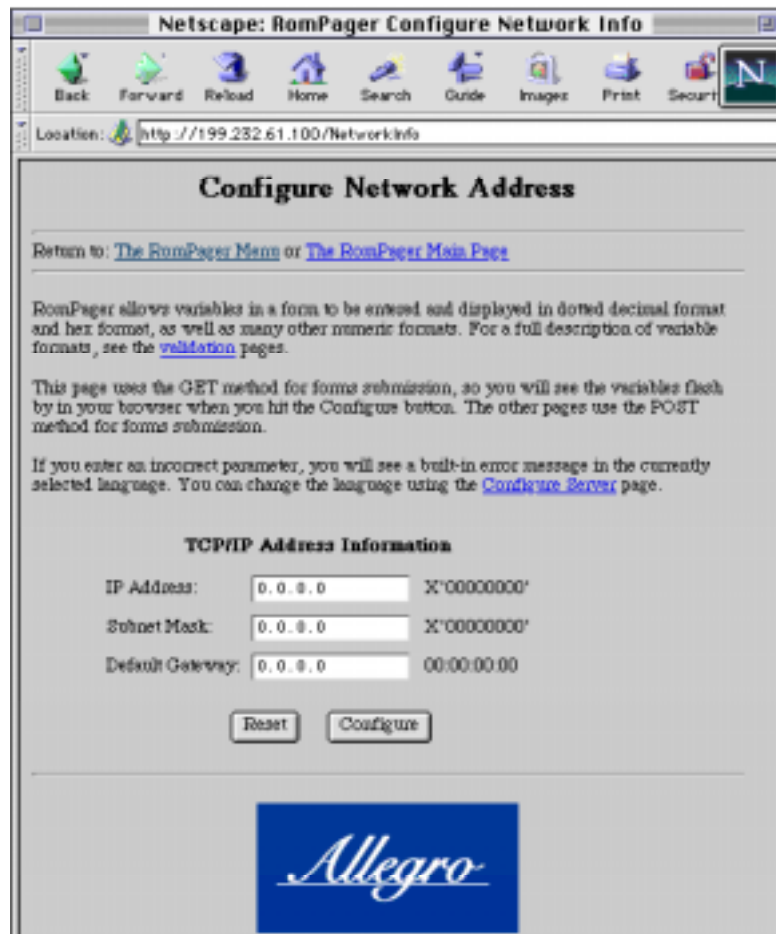 Netscape: RomPager Configure Network Info
Back Forward Reload Home Search Guide Images Print Securit
N
Location: http://199.232.61.100/NetworkInfo
Configure Network Address
Return to: The RomPager Menu or The RomPager Main Page
RomPager allows variables in a form to be entered and displayed in dotted decimal format
and hex format, as well as many other numeric formats. For a full description of variable
formats, see the validation pages.
This page uses the GET method for forms submission, so you will see the variables flash
by in your browser when you hit the Configure button. The other pages use the POST
method for forms submission.
If you enter an incorrect parameter, you will see a built-in error message in the currently
selected language. You can change the language using the Configure Server page.
TCP/IP Address Information
IP Address: 0.0.0.0 X'00000000'
Subnet Mask: 0.0.0.0 X'00000000'
Default Gateway: 0.0.0.0 00:00:00:00
Reset Configure
Allegro